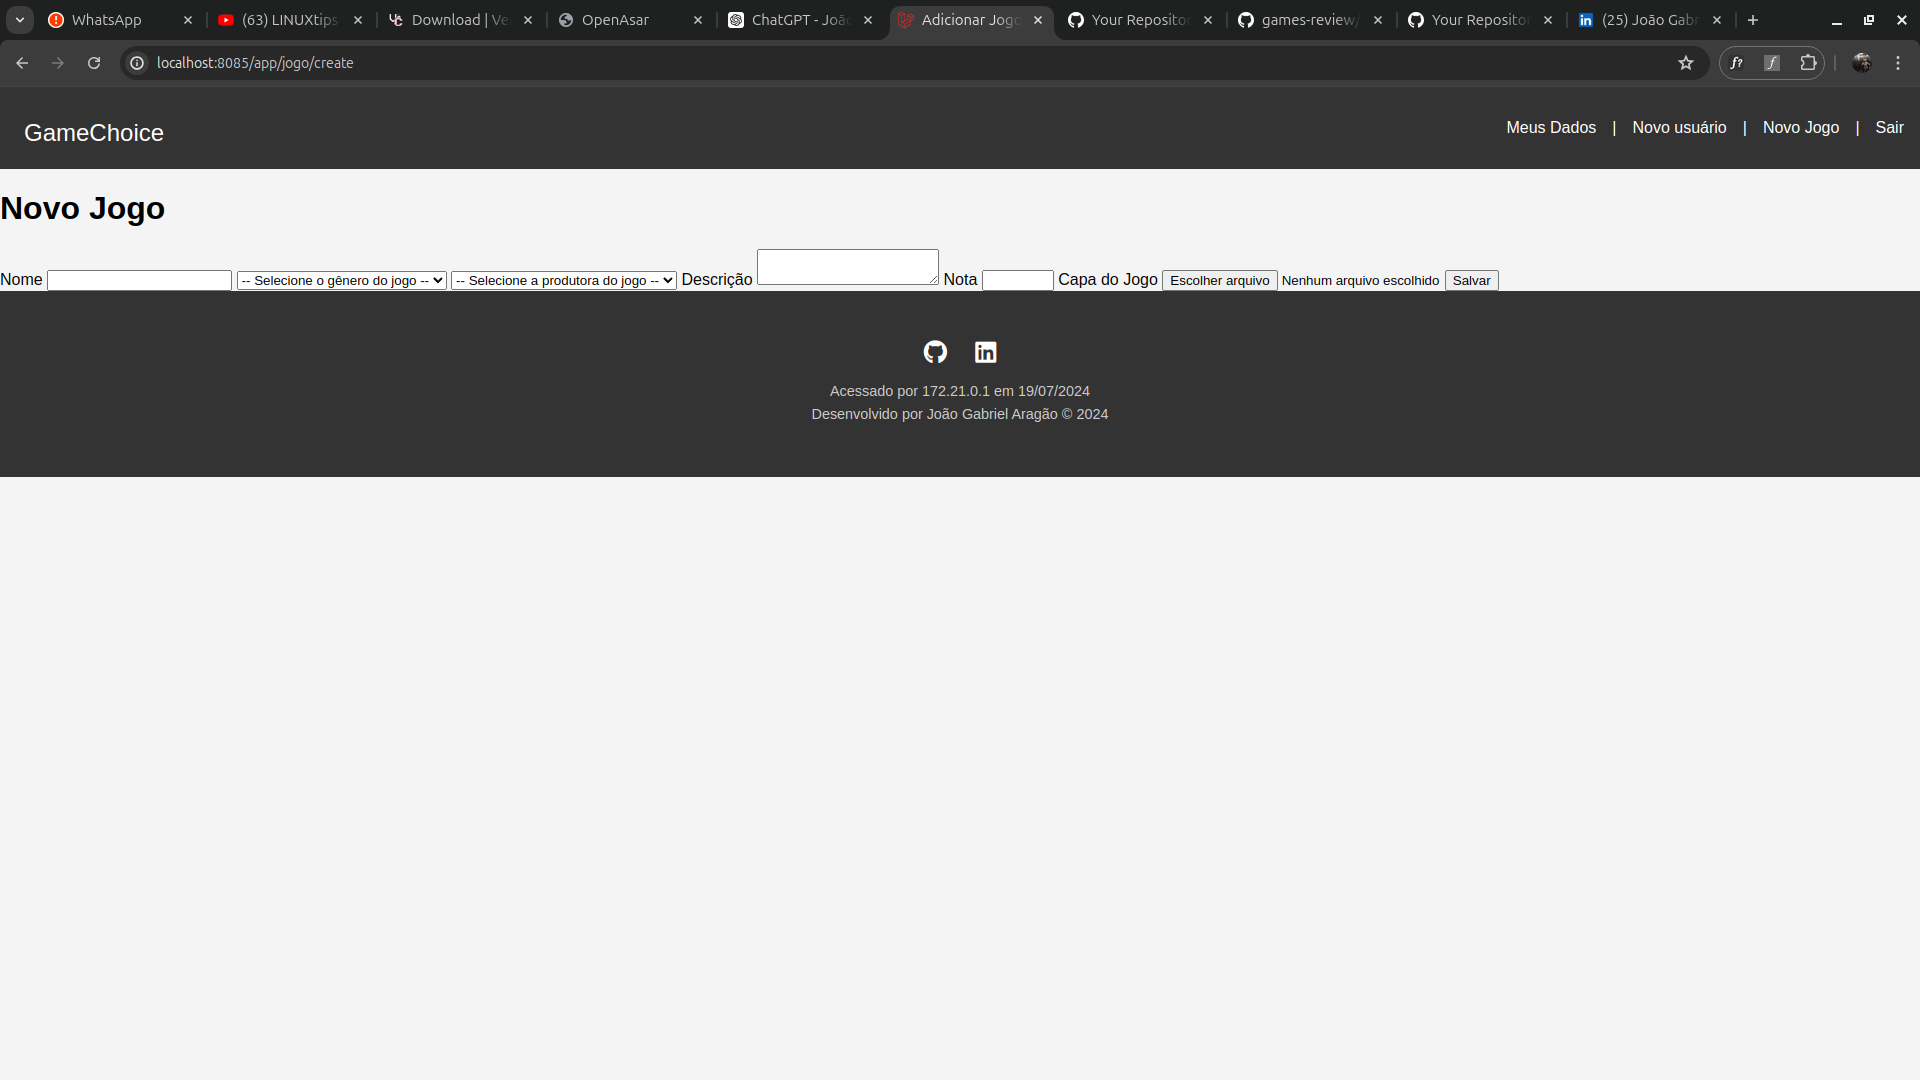 WhatsApp
(63) LINUXtips
Download | Ve
OpenAsar
ChatGPT - João
Adicionar Jogo
Your Repositor
games-review/
Your Repositor
(25) João Gabr
localhost:8085/app/jogo/create
GameChoice
Meus Dados | Novo usuário | Novo Jogo | Sair
Novo Jogo
Nome -- Selecione o gênero do jogo -- -- Selecione a produtora do jogo -- Descrição Nota Capa do Jogo Escolher arquivo Nenhum arquivo escolhido Salvar
Acessado por 172.21.0.1 em 19/07/2024
Desenvolvido por João Gabriel Aragão © 2024